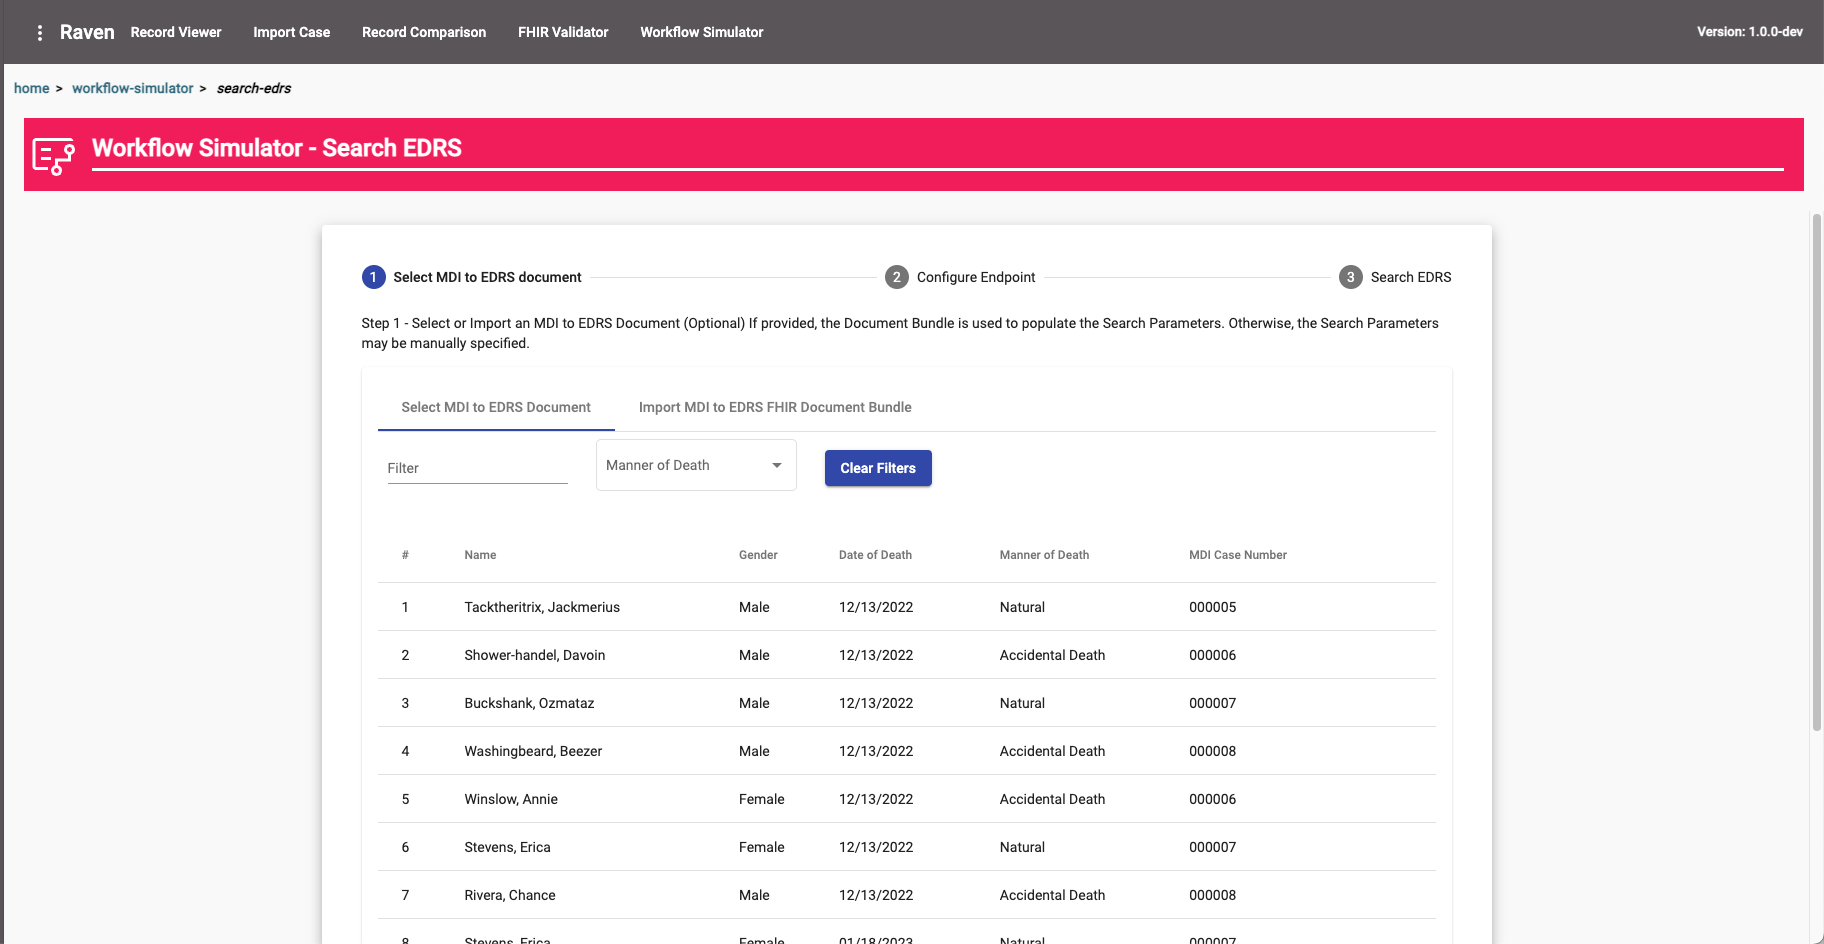 Raven Record Viewer Import Case Record Comparison FHIR Validator Workflow Simulator Version: 1.0.0-dev
home > workflow-simulator > search-edrs
Workflow Simulator - Search EDRS
1 Select MDI to EDRS document 2 Configure Endpoint 3 Search EDRS
Step 1 - Select or Import an MDI to EDRS Document (Optional) If provided, the Document Bundle is used to populate the Search Parameters. Otherwise, the Search Parameters
may be manually specified.
Select MDI to EDRS Document Import MDI to EDRS FHIR Document Bundle
Filter Manner of Death Clear Filters
# Name Gender Date of Death Manner of Death MDI Case Number
1 Tacktheritrix, Jackmerius Male 12/13/2022 Natural 000005
2 Shower-handel, Davoin Male 12/13/2022 Accidental Death 000006
3 Buckshank, Ozmataz Male 12/13/2022 Natural 000007
4 Washingbeard, Beezer Male 12/13/2022 Accidental Death 000008
5 Winslow, Annie Female 12/13/2022 Accidental Death 000006
6 Stevens, Erica Female 12/13/2022 Natural 000007
7 Rivera, Chance Male 12/13/2022 Accidental Death 000008
8 Stevens, Erica Female 01/18/2023 Natural 000007